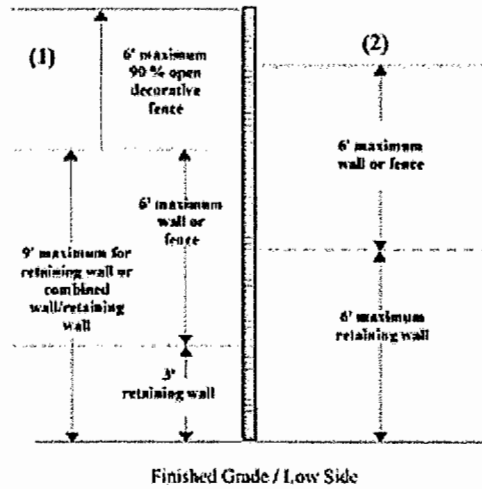 (1)
6' maximum
90 % open
decorative
fence
(2)
6' maximum
wall or fence
6' maximum
wall or
fence
9' maximum for
retaining wall or
combined
wall/retaining
wall
6' maximum
retaining wall
3'
retaining wall
Finished Grade / Low Side